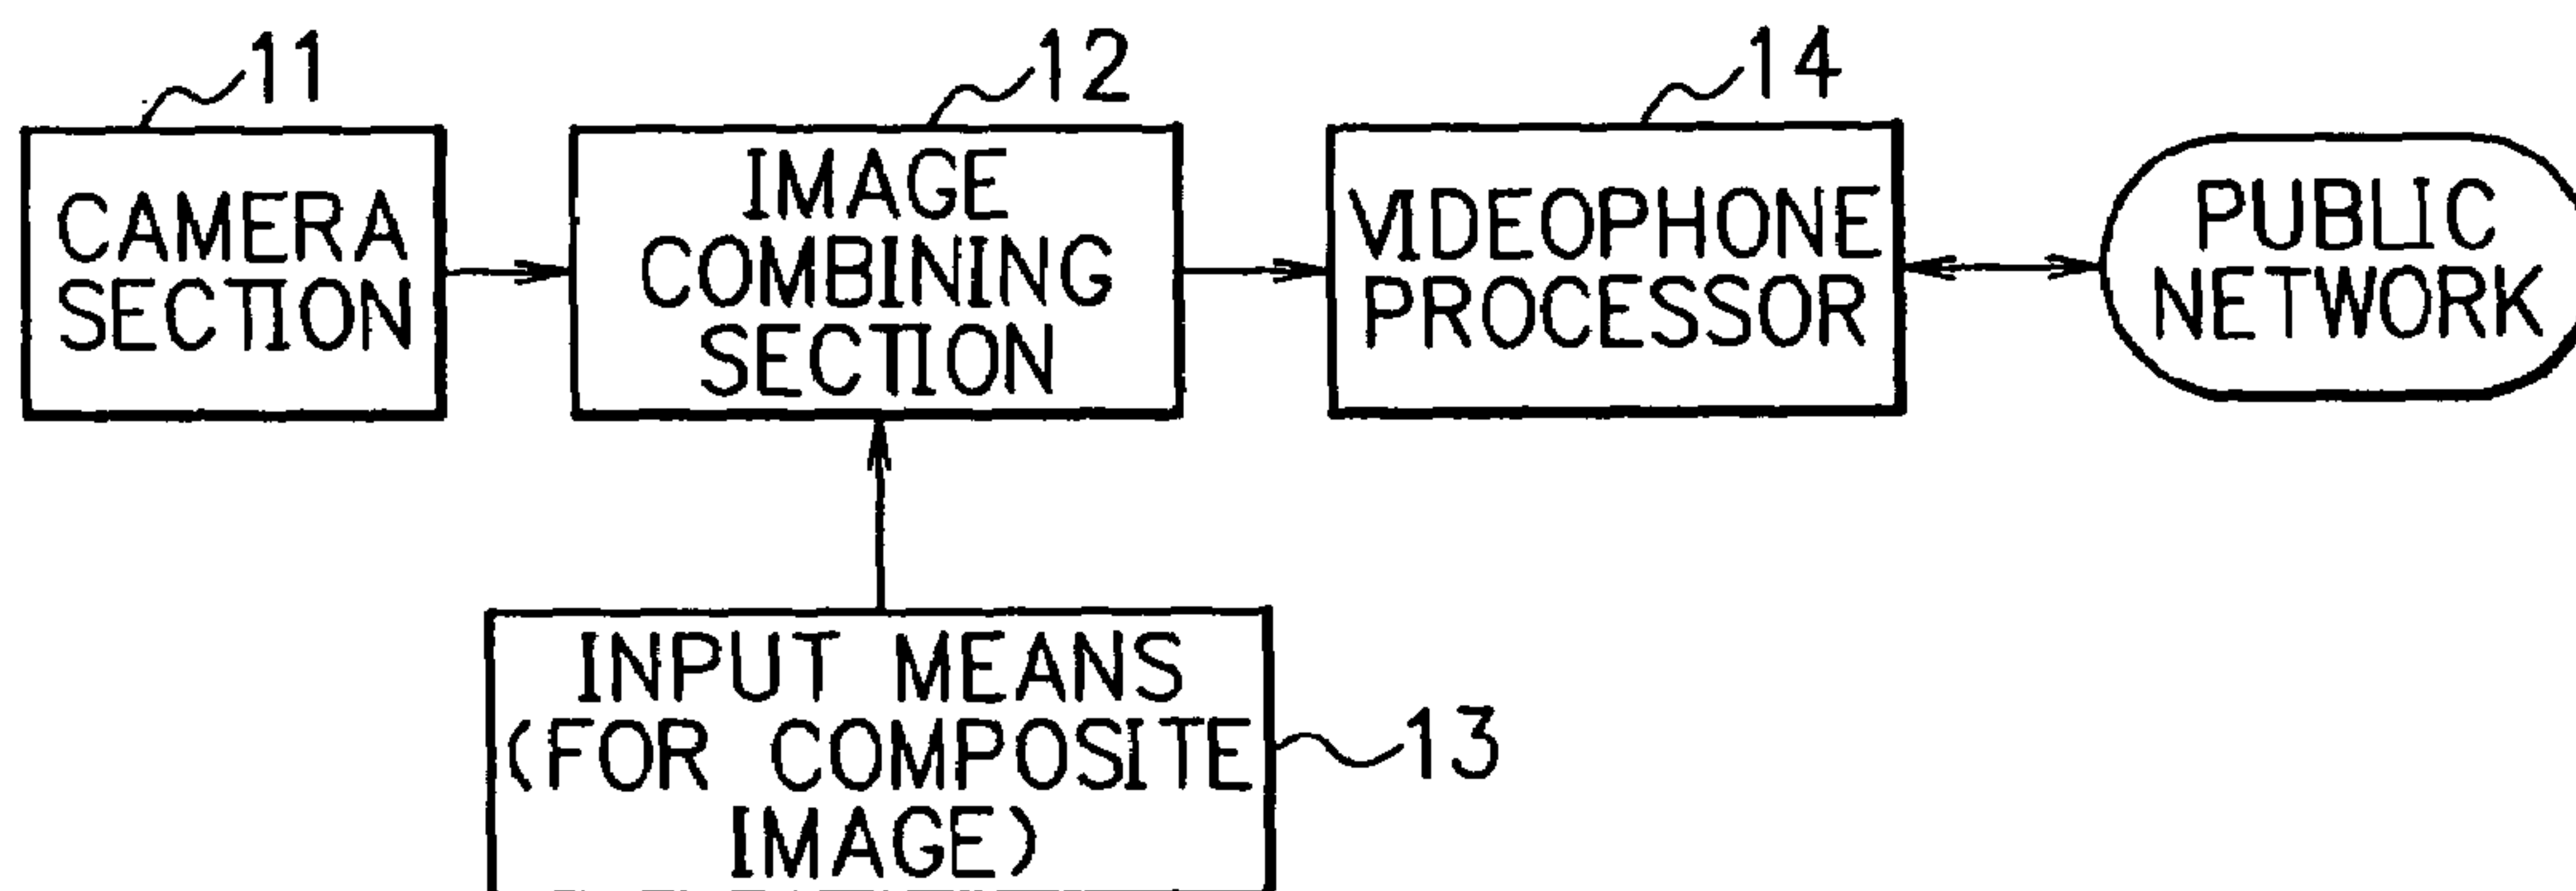 11
CAMERA
SECTION
12
IMAGE
COMBINING
SECTION
14
VIDEOPHONE
PROCESSOR
PUBLIC
NETWORK
INPUT MEANS
(FOR COMPOSITE
IMAGE)
13